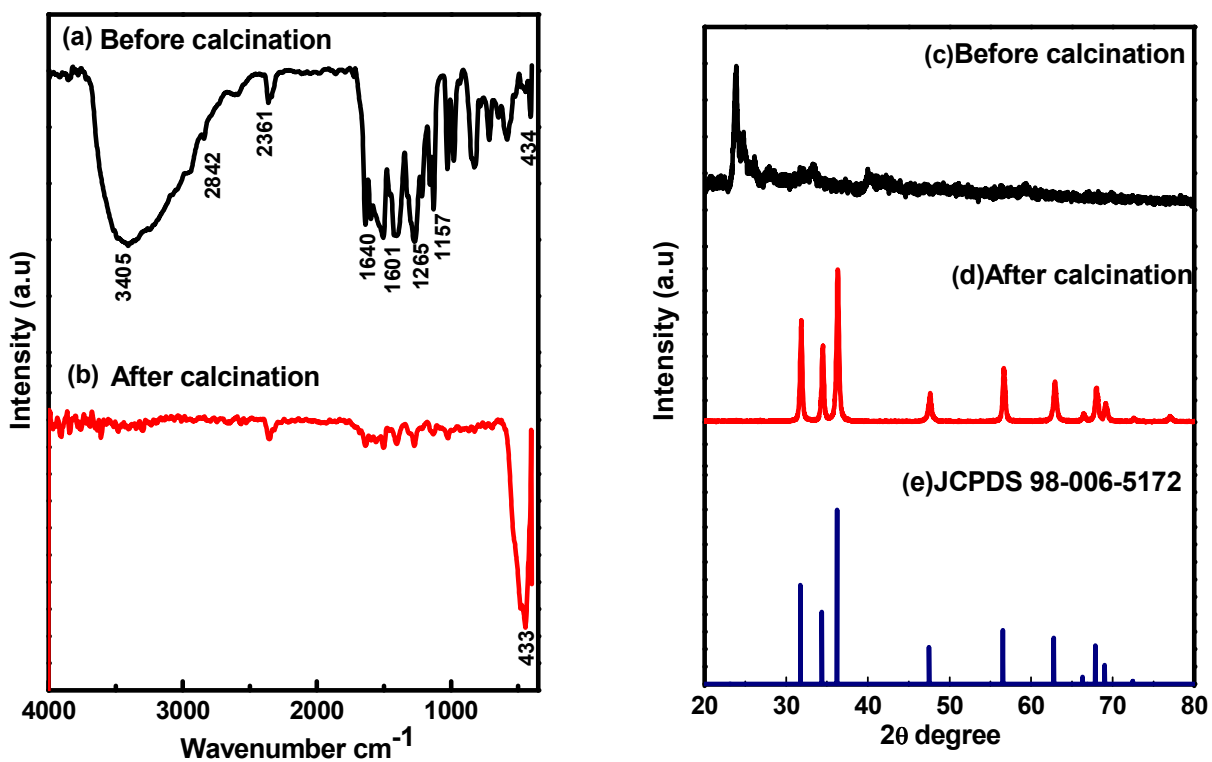 (a) Before calcination
3405
2842
2361
1640
1601
1265
1157
434
(b) After calcination
433
Intensity (a.u)
4000
3000
2000
1000
Wavenumber cm-1
(c)Before calcination
(d)After calcination
(e)JCPDS 98-006-5172
Intensity (a.u)
20
30
40
50
60
70
80
2θ degree